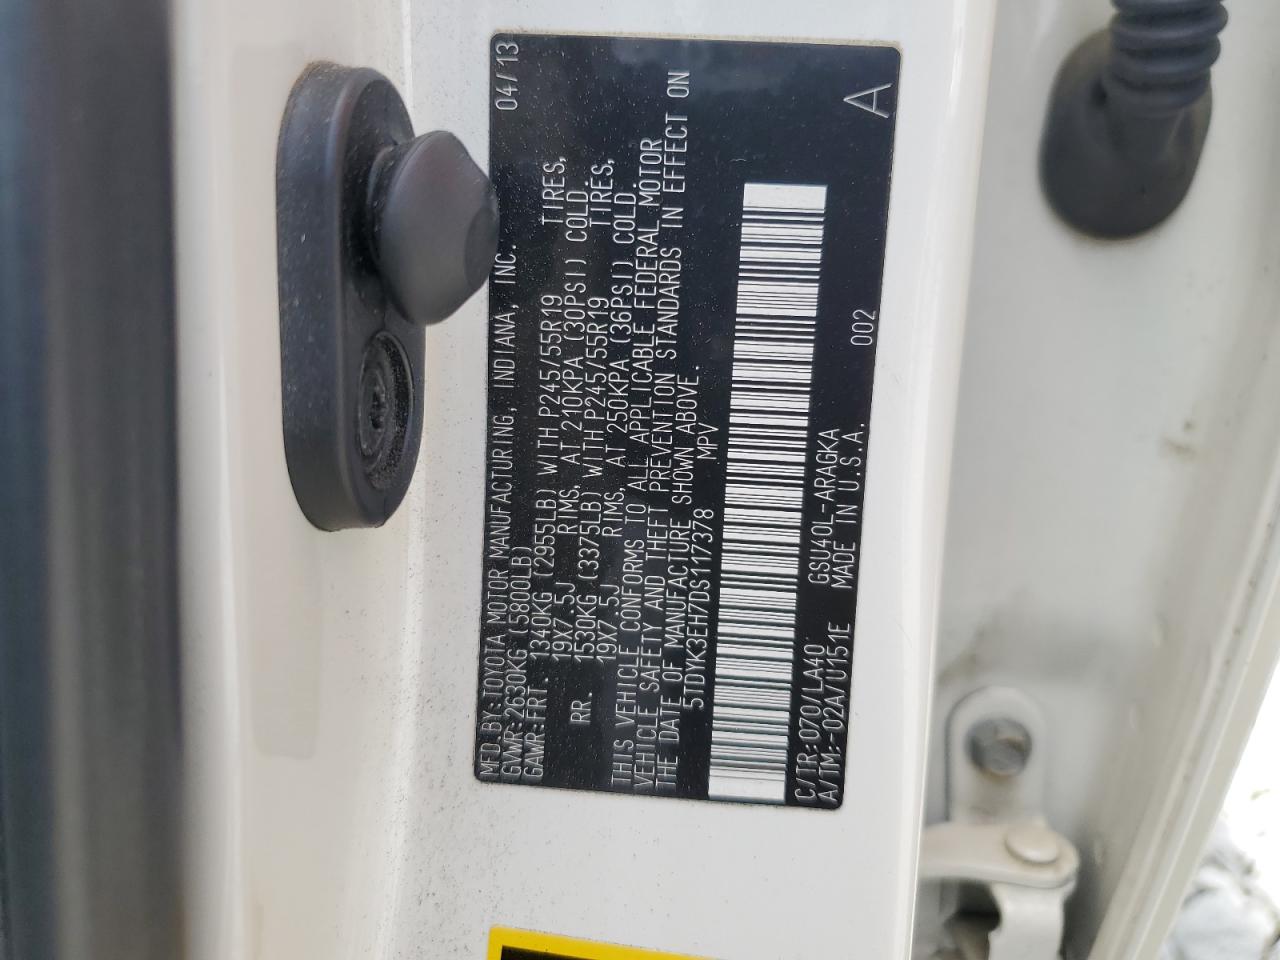 MFD BY:TOYOTA MOTOR MANUFACTURING, INDIANA, INC. 04/13
GVWR:2630KG (5800LB)
GAWR:FRT. 1340KG (2955LB) WITH P245/55R19 TIRES,
19X7.5J RIMS, AT 210KPA (30PSI) COLD.
RR. 1530KG (3375LB) WITH P245/55R19 TIRES,
19X7.5J RIMS, AT 250KPA (36PSI) COLD.
THIS VEHICLE CONFORMS TO ALL APPLICABLE FEDERAL MOTOR
VEHICLE SAFETY AND THEFT PREVENTION STANDARDS IN EFFECT ON
THE DATE OF MANUFACTURE SHOWN ABOVE.
5TDYK3EH7DS117378 MPV
C/TR:070/LA40 GSU40L-ARAGKA 002 A
A/TM:-02A/U151E MADE IN U.S.A.